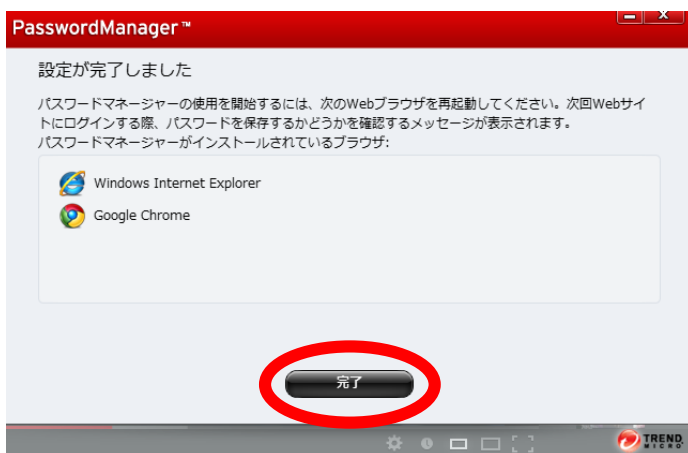 PasswordManager™
設定が完了しました
パスワードマネージャーの使用を開始するには、次のWebブラウザを再起動してください。次回Webサイ
トにログインする際、パスワードを保存するかどうかを確認するメッセージが表示されます。
パスワードマネージャーがインストールされているブラウザ:
Windows Internet Explorer
Google Chrome
完了
TREND
MICRO